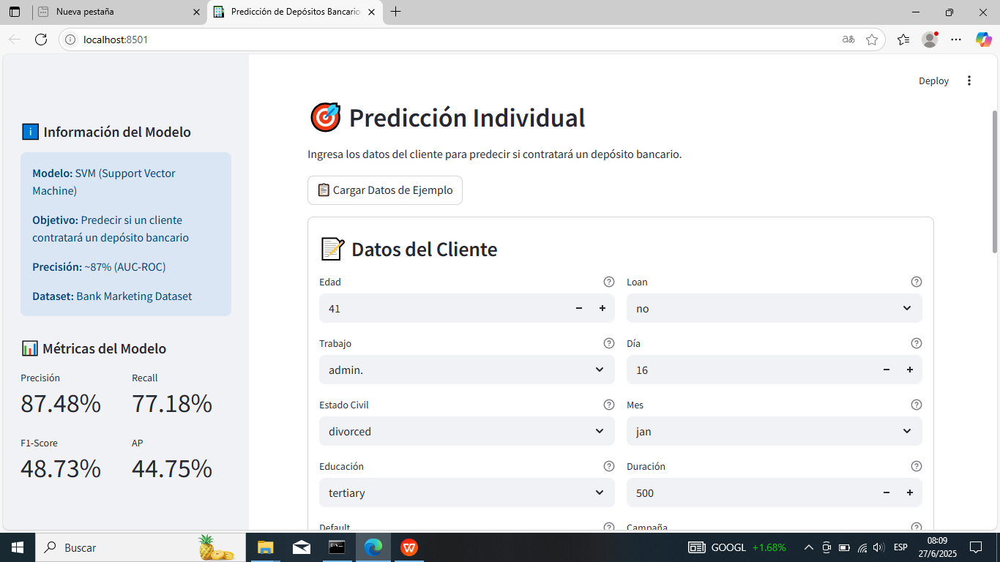 Nueva pestaña
Predicción de Depósitos Bancario
localhost:8501
Deploy
Información del Modelo
Modelo: SVM (Support Vector
Machine)
Objetivo: Predecir si un cliente
contratará un depósito bancario
Precisión: ~87% (AUC-ROC)
Dataset: Bank Marketing Dataset
Métricas del Modelo
Precisión
Recall
87.48%
77.18%
F1-Score
AP
48.73%
44.75%
Predicción Individual
Ingresa los datos del cliente para predecir si contratará un depósito bancario.
Cargar Datos de Ejemplo
Datos del Cliente
Edad
Loan
41
no
Trabajo
Día
admin.
16
Estado Civil
Mes
divorced
jan
Educación
Duración
tertiary
500
Default
Campaña
Buscar
GOOGL +1.68%
ESP
08:09
27/6/2025